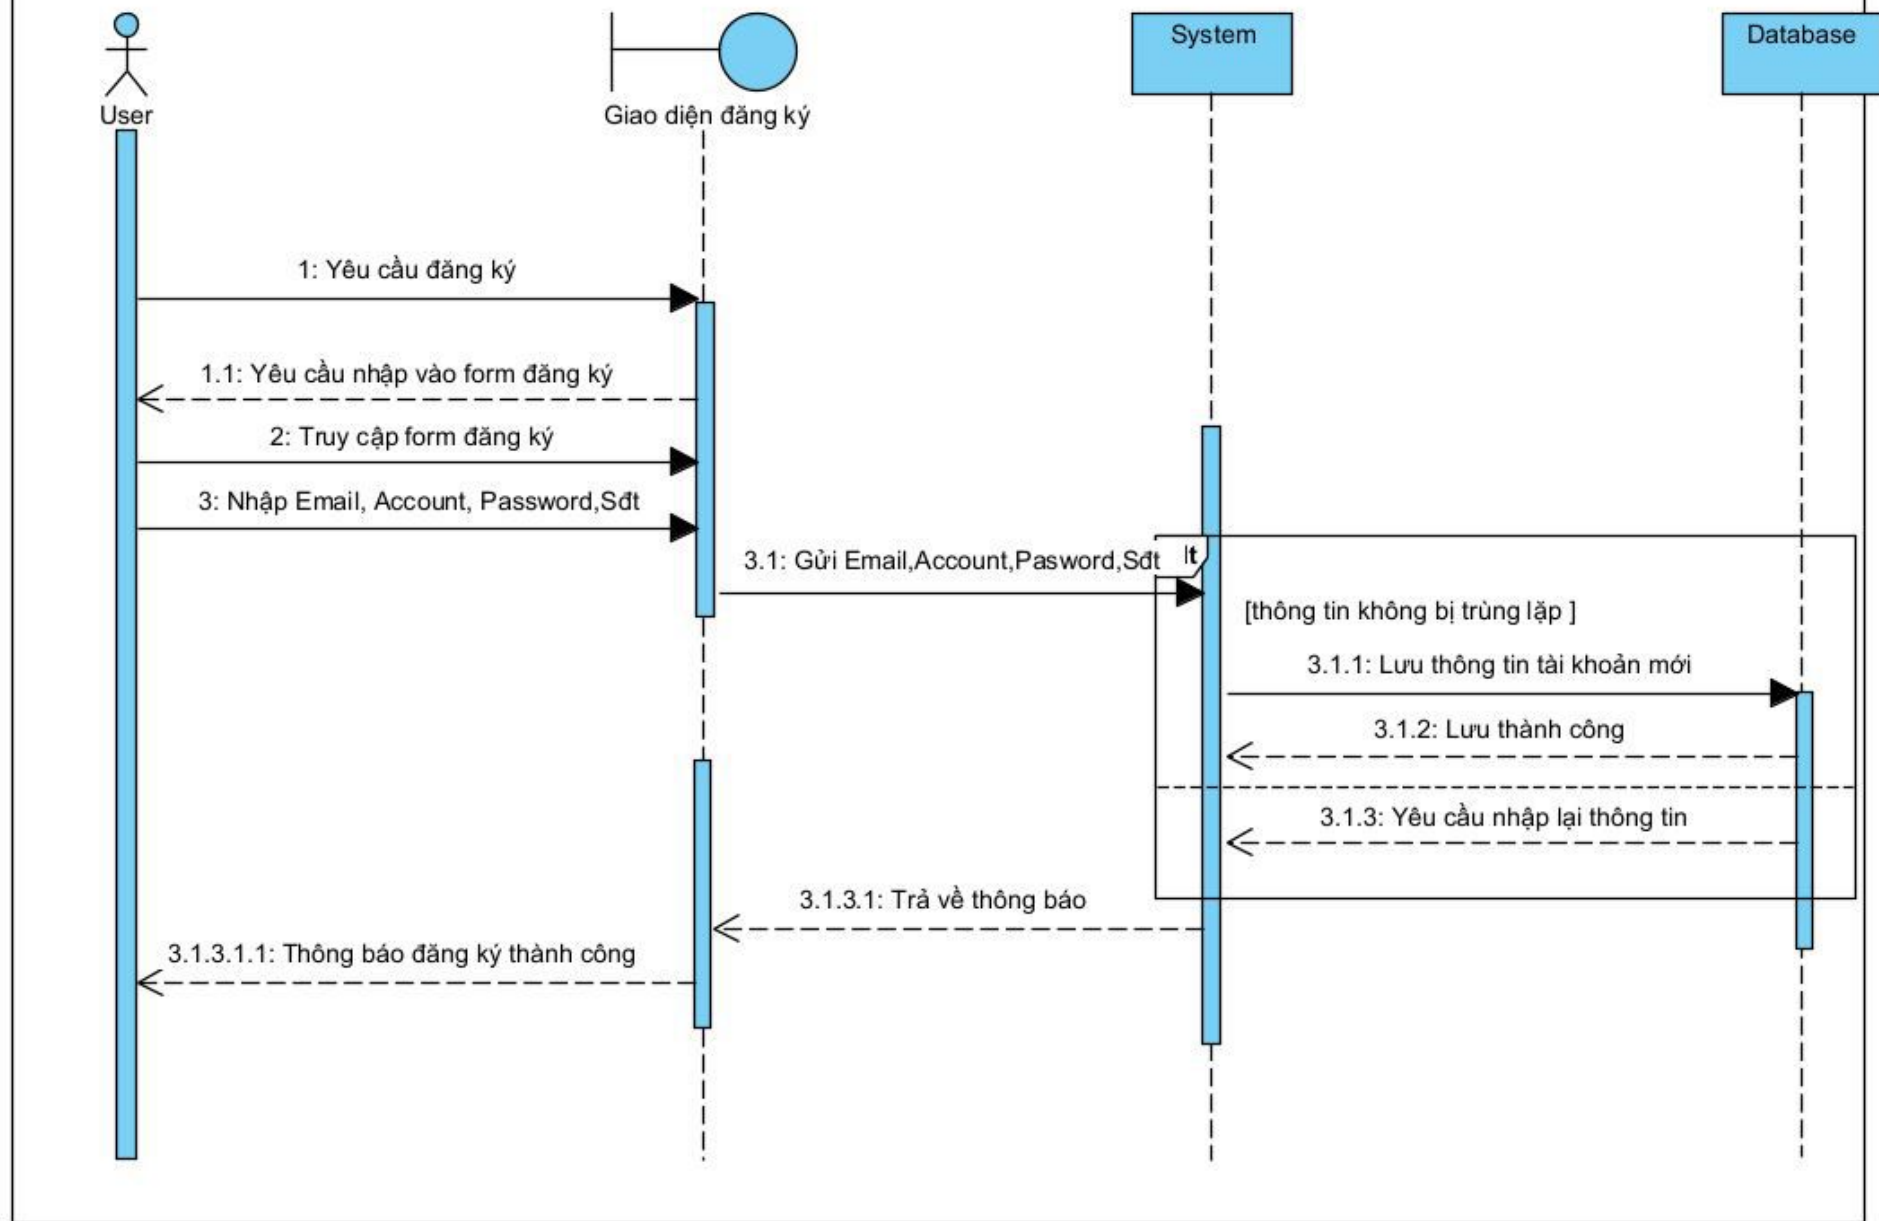 User
Giao diện đăng ký
System
Database
1: Yêu cầu đăng ký
1.1: Yêu cầu nhập vào form đăng ký
2: Truy cập form đăng ký
3: Nhập Email, Account, Password,Sđt
3.1: Gửi Email,Account,Pasword,Sđt
lt
[thông tin không bị trùng lặp ]
3.1.1: Lưu thông tin tài khoản mới
3.1.2: Lưu thành công
3.1.3: Yêu cầu nhập lại thông tin
3.1.3.1: Trả về thông báo
3.1.3.1.1: Thông báo đăng ký thành công